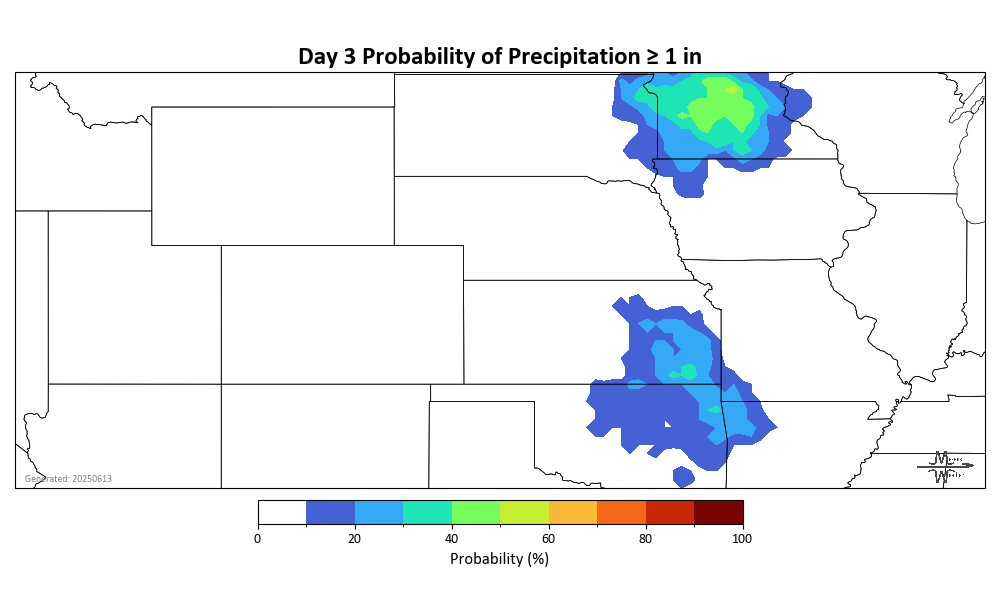 Day 3 Probability of Precipitation ≥ 1 in
Generated: 20250613
0 20 40 60 80 100
Probability (%)